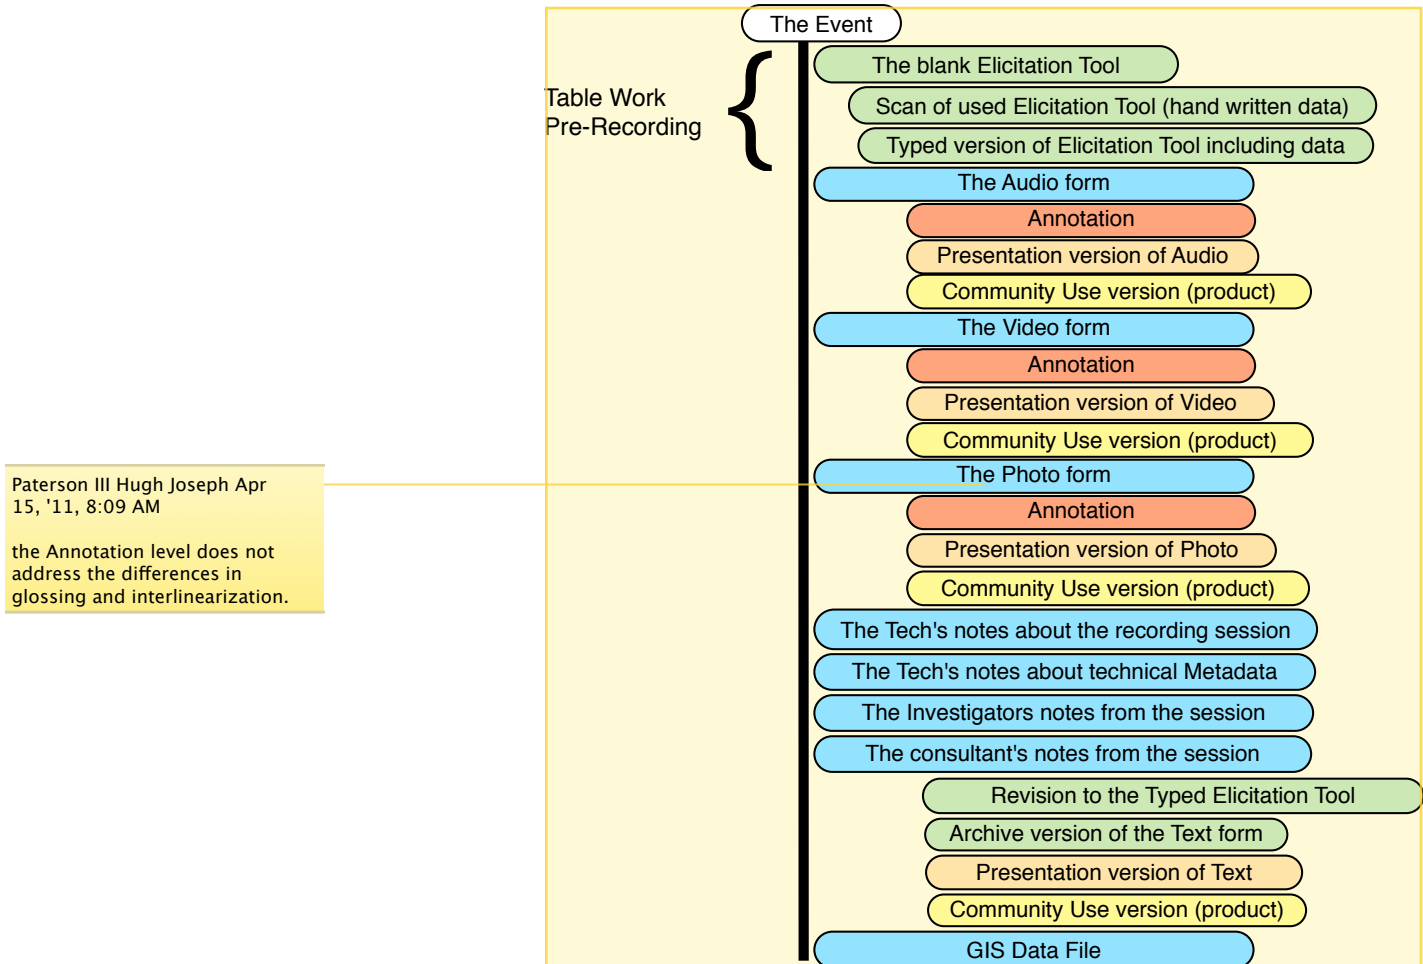 The Event
Table Work
Pre-Recording
The blank Elicitation Tool
Scan of used Elicitation Tool (hand written data)
Typed version of Elicitation Tool including data
The Audio form
Annotation
Presentation version of Audio
Community Use version (product)
The Video form
Annotation
Presentation version of Video
Community Use version (product)
Paterson III Hugh Joseph Apr
15, '11, 8:09 AM
the Annotation level does not
address the differences in
glossing and interlinearization.
The Photo form
Annotation
Presentation version of Photo
Community Use version (product)
The Tech's notes about the recording session
The Tech's notes about technical Metadata
The Investigators notes from the session
The consultant's notes from the session
Revision to the Typed Elicitation Tool
Archive version of the Text form
Presentation version of Text
Community Use version (product)
GIS Data File